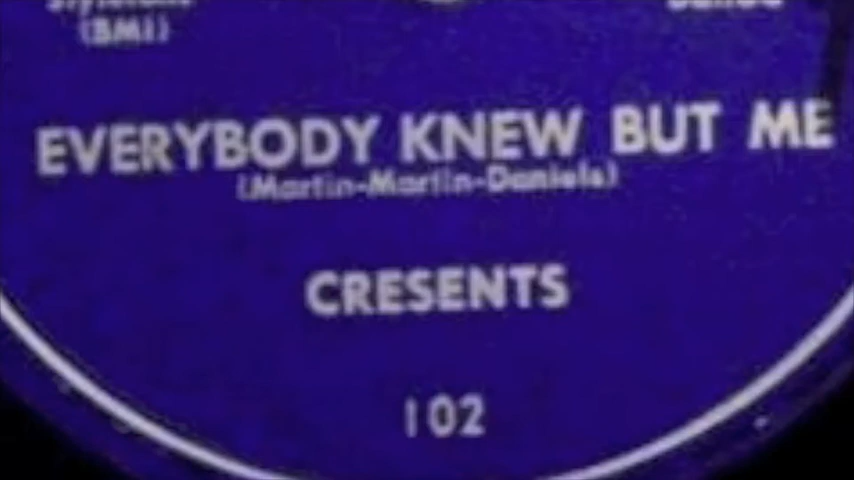 (BMI)
EVERYBODY KNEW BUT ME
(Martin-Martin-Daniels)
CRESENTS
102